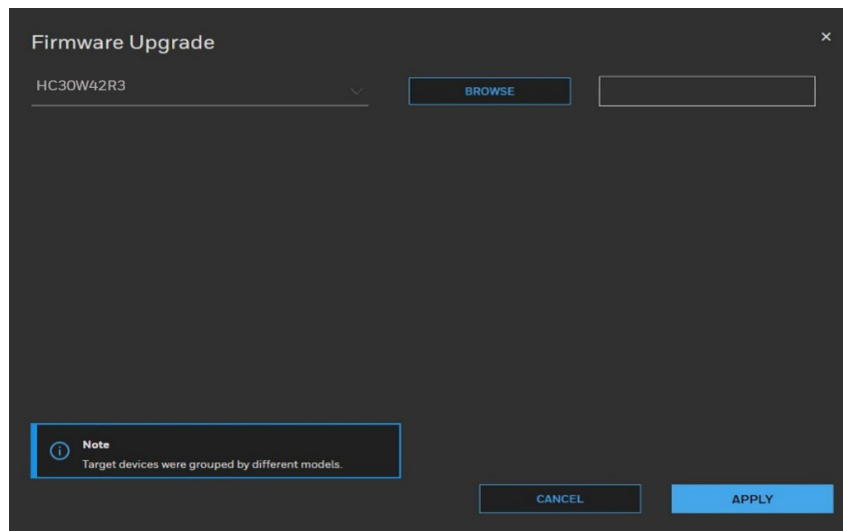 Firmware Upgrade
×
HC30W42R3
BROWSE
Note
Target devices were grouped by different models.
CANCEL
APPLY